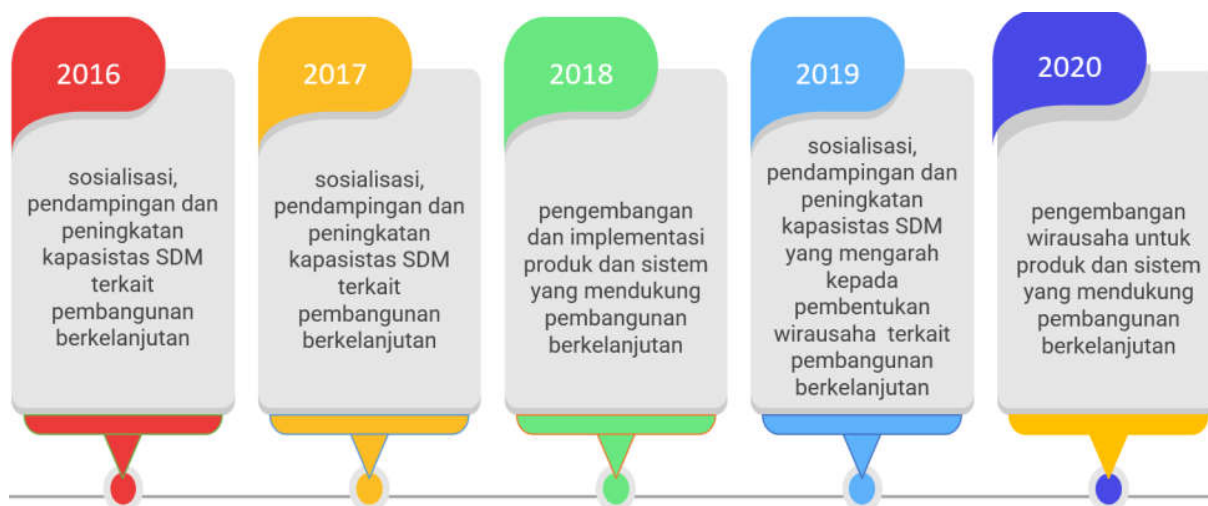 2016
sosialisasi,
pendampingan dan
peningkatan
kapasistas SDM
terkait
pembangunan
berkelanjutan
2017
sosialisasi,
pendampingan dan
peningkatan
kapasistas SDM
terkait
pembangunan
berkelanjutan
2018
pengembangan
dan implementasi
produk dan sistem
yang mendukung
pembangunan
berkelanjutan
2019
sosialisasi,
pendampingan dan
peningkatan
kapasistas SDM
yang mengarah
kepada
pembentukan
wirausaha terkait
pembangunan
berkelanjutan
2020
pengembangan
wirausaha untuk
produk dan sistem
yang mendukung
pembangunan
berkelanjutan